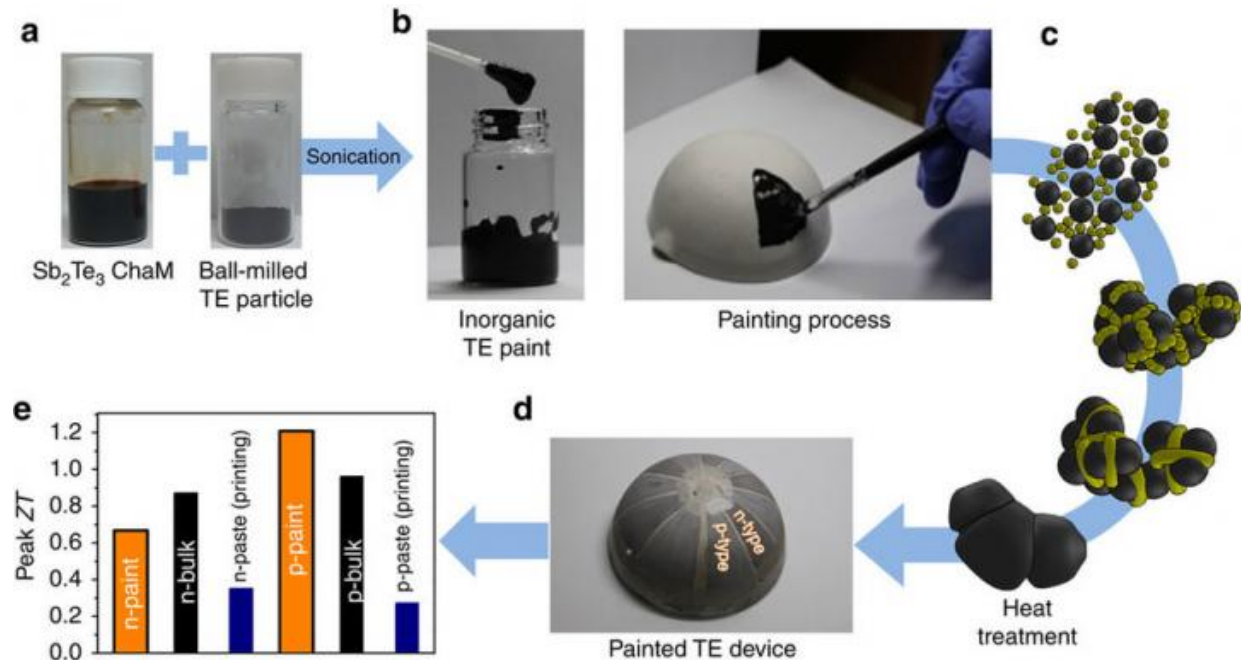 a
Sb₂Te₃ ChaM
Ball-milled
TE particle
Sonication
b
Inorganic
TE paint
Painting process
c
Heat
treatment
d
n-type
p-type
Painted TE device
e
Peak ZT
1.2
1.0
0.8
0.6
0.4
0.2
0.0
n-paint
n-bulk
n-paste (printing)
p-paint
p-bulk
p-paste (printing)